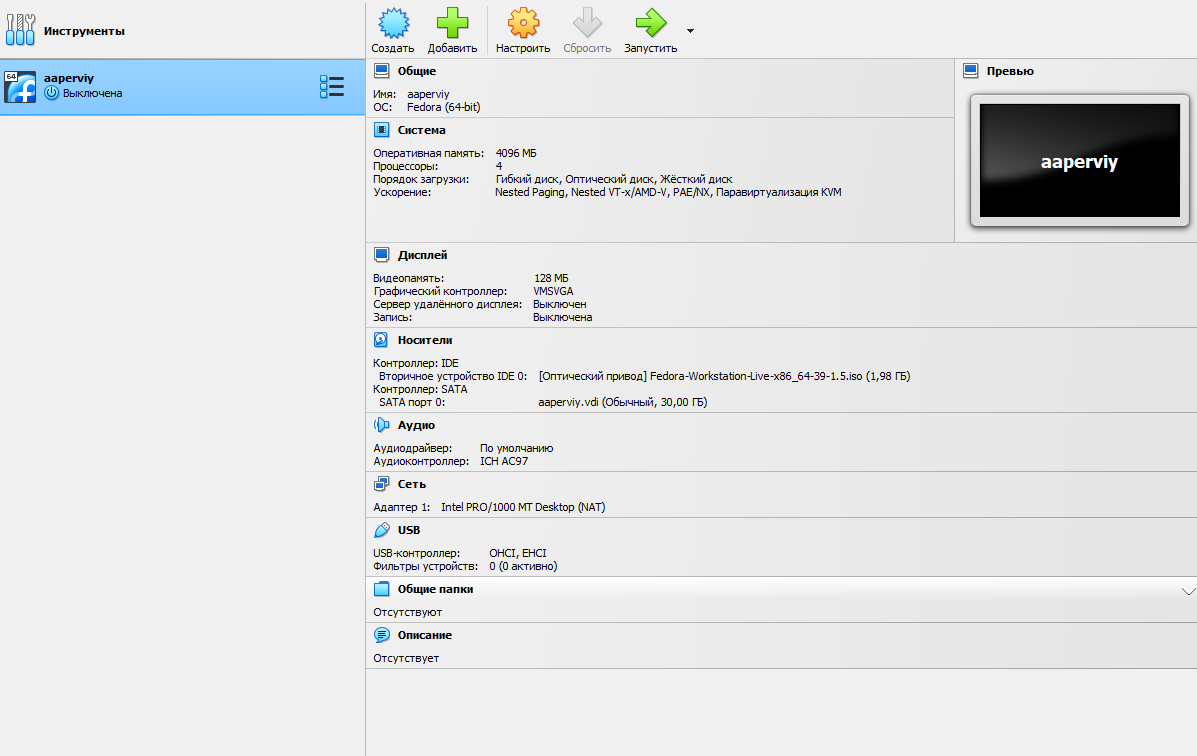 Инструменты
Создать Добавить Настроить Сбросить Запустить
64
aaperviy
Выключена
Общие
Имя: aaperviy
ОС: Fedora (64-bit)
Превью
aaperviy
Система
Оперативная память: 4096 МБ
Процессоры: 4
Порядок загрузки: Гибкий диск, Оптический диск, Жёсткий диск
Ускорение: Nested Paging, Nested VT-x/AMD-V, PAE/NX, Паравиртуализация KVM
Дисплей
Видеопамять: 128 МБ
Графический контроллер: VMSVGA
Сервер удалённого дисплея: Выключен
Запись: Выключена
Носители
Контроллер: IDE
Вторичное устройство IDE 0: [Оптический привод] Fedora-Workstation-Live-x86_64-39-1.5.iso (1,98 ГБ)
Контроллер: SATA
SATA порт 0: aaperviy.vdi (Обычный, 30,00 ГБ)
Аудио
Аудиодрайвер: По умолчанию
Аудиоконтроллер: ICH AC97
Сеть
Адаптер 1: Intel PRO/1000 MT Desktop (NAT)
USB
USB-контроллер: OHCI, EHCI
Фильтры устройств: 0 (0 активно)
Общие папки
Отсутствуют
Описание
Отсутствует